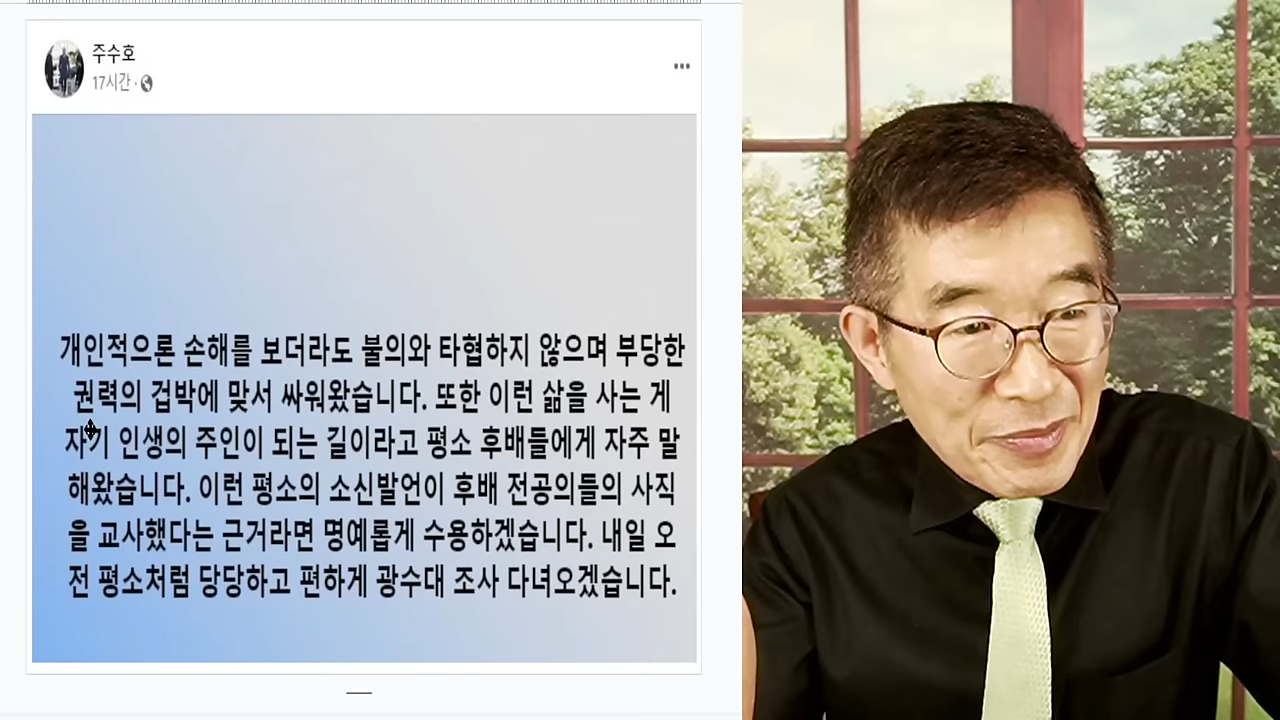 주수호
17시간 ·
개인적으론 손해를 보더라도 불의와 타협하지 않으며 부당한
권력의 겁박에 맞서 싸워왔습니다. 또한 이런 삶을 사는 게
자기 인생의 주인이 되는 길이라고 평소 후배들에게 자주 말
해왔습니다. 이런 평소의 소신발언이 후배 전공의들의 사직
을 교사했다는 근거라면 명예롭게 수용하겠습니다. 내일 오
전 평소처럼 당당하고 편하게 광수대 조사 다녀오겠습니다.